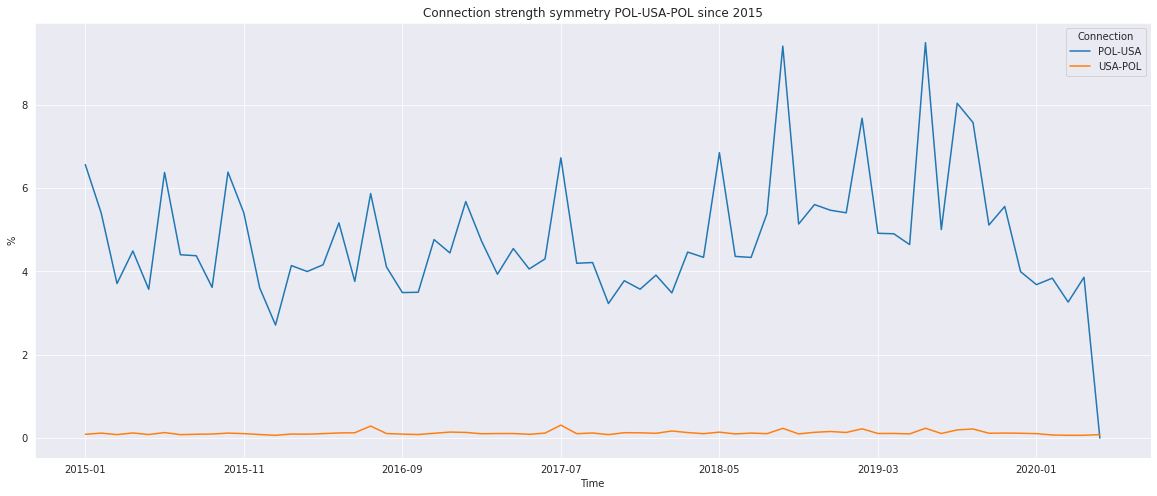 Connection strength symmetry POL-USA-POL since 2015
Connection
POL-USA
USA-POL
8
6
4
2
0
%
2015-01 2015-11 2016-09 2017-07 2018-05 2019-03 2020-01
Time